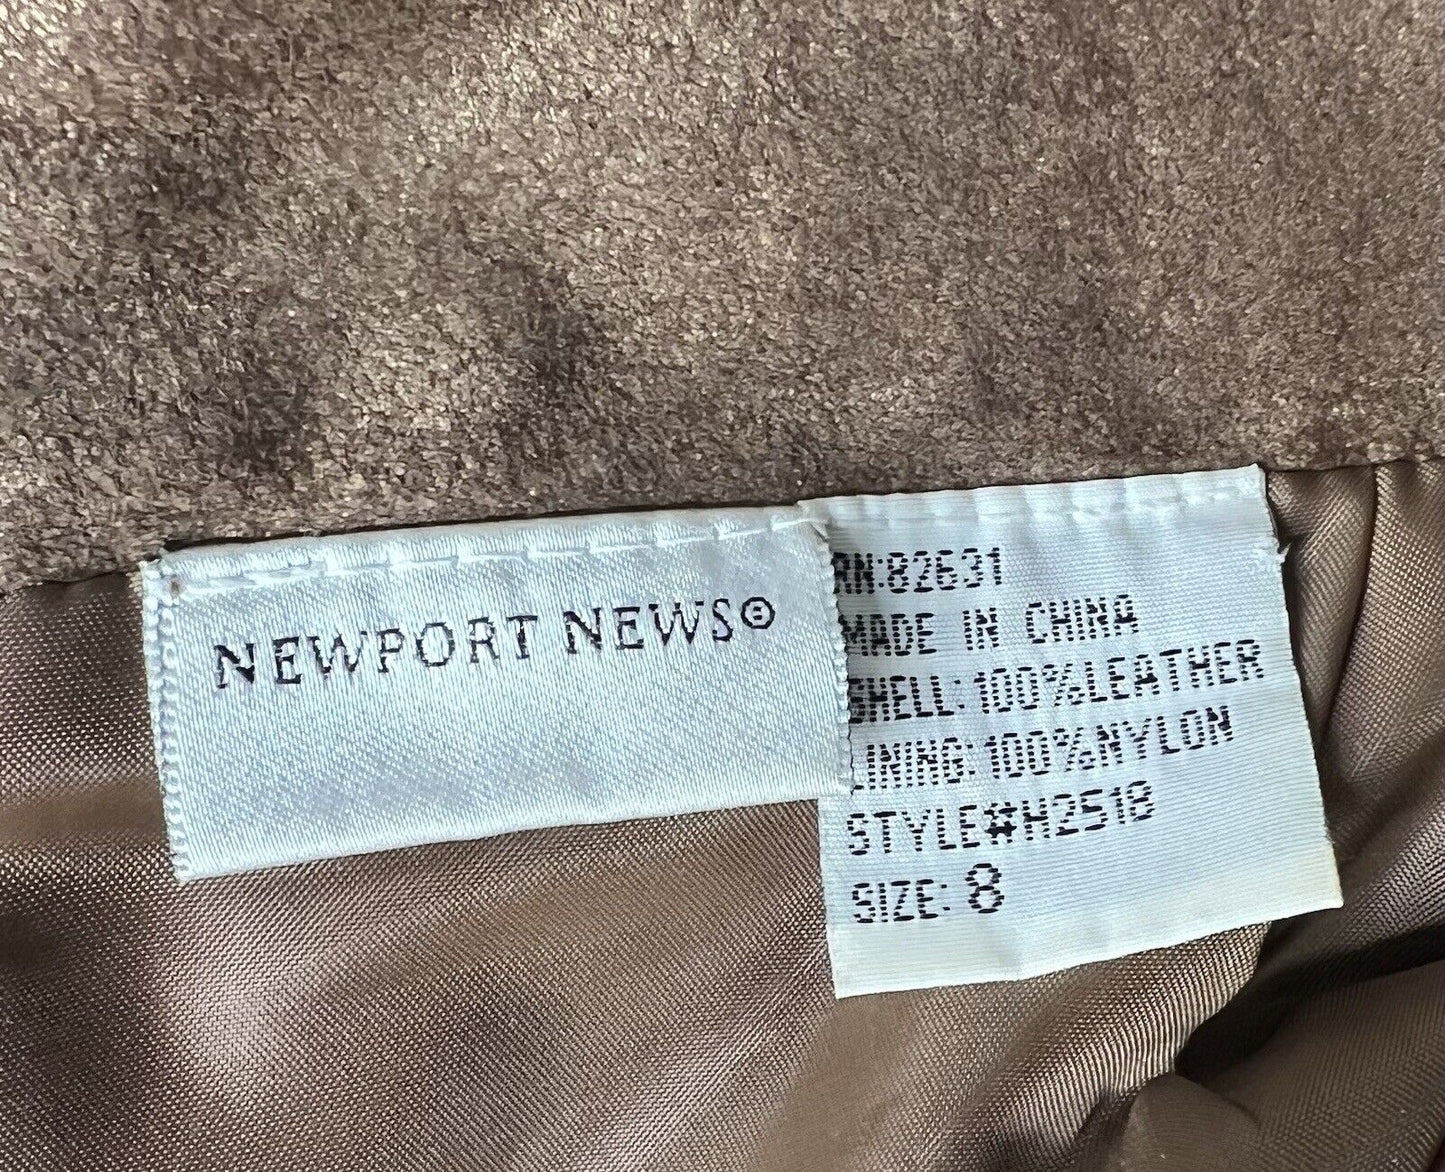 NEWPORT NEWS®
RN:82631
MADE IN CHINA
SHELL:100%LEATHER
LINING:100%NYLON
STYLE#H2518
SIZE: 8